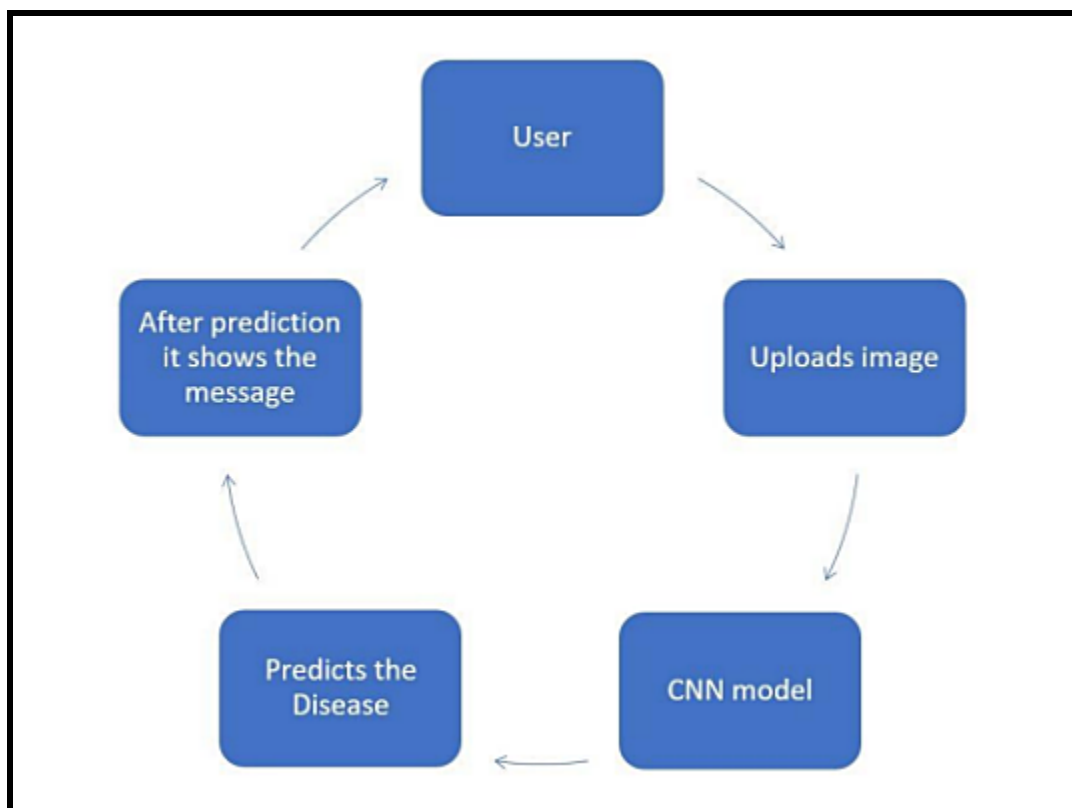 User
Uploads image
CNN model
Predicts the
Disease
After prediction
it shows the
message